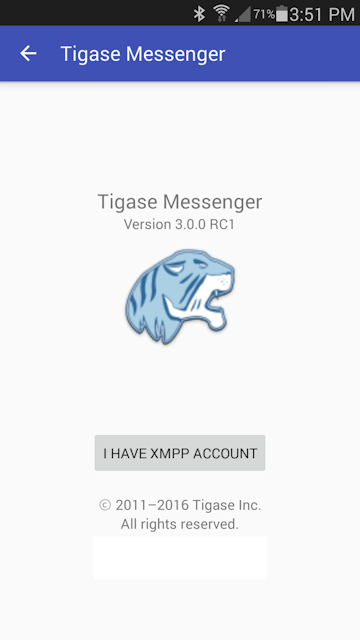 71% 3:51 PM
Tigase Messenger
Tigase Messenger
Version 3.0.0 RC1
I HAVE XMPP ACCOUNT
© 2011–2016 Tigase Inc.
All rights reserved.